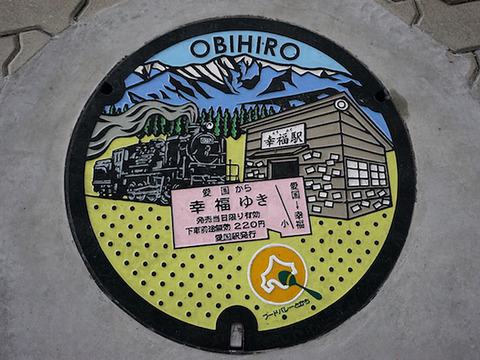 OBIHIRO
幸福駅
愛国から
幸福ゆき
発売当日限り有効
下車前途無効 220円
愛国駅発行
愛国→幸福
小
フードバレーとかち